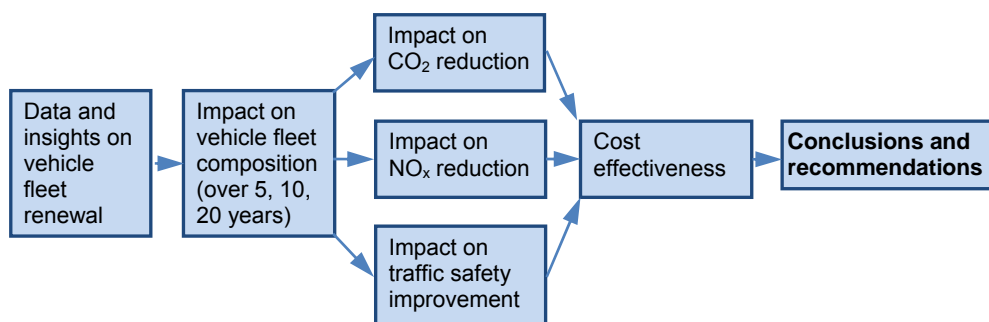 Data and
insights on
vehicle
fleet
renewal
Impact on
vehicle fleet
composition
(over 5, 10,
20 years)
Impact on
CO₂ reduction
Impact on
NOₓ reduction
Impact on
traffic safety
improvement
Cost
effectiveness
Conclusions and
recommendations